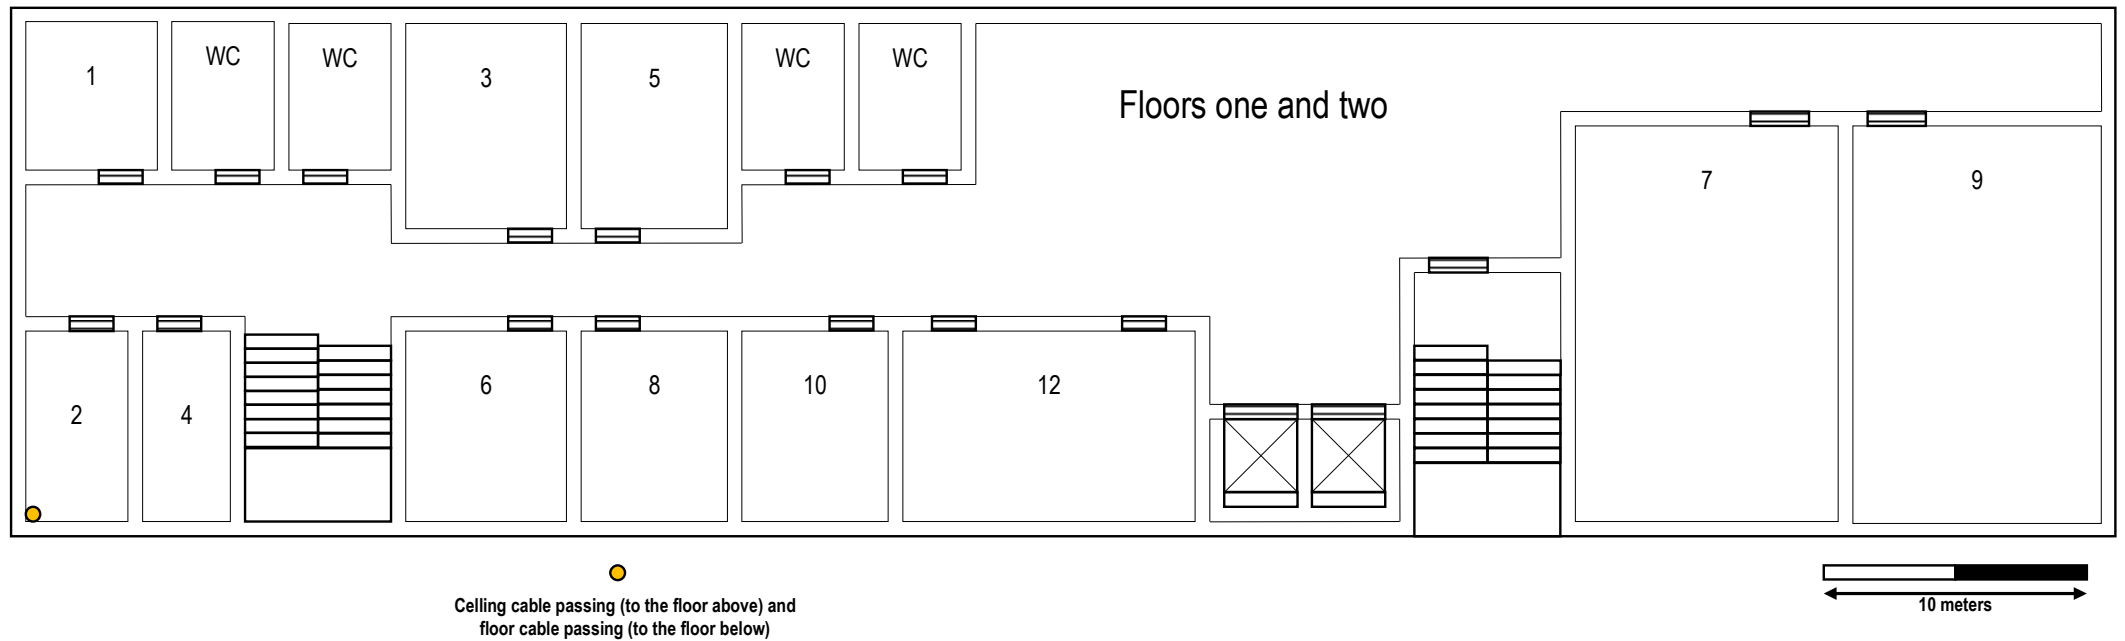 WC
WC
WC
WC
1
3
5
Floors one and two
7
9
6
8
10
12
2
4
Celling cable passing (to the floor above) and
floor cable passing (to the floor below)
10 meters